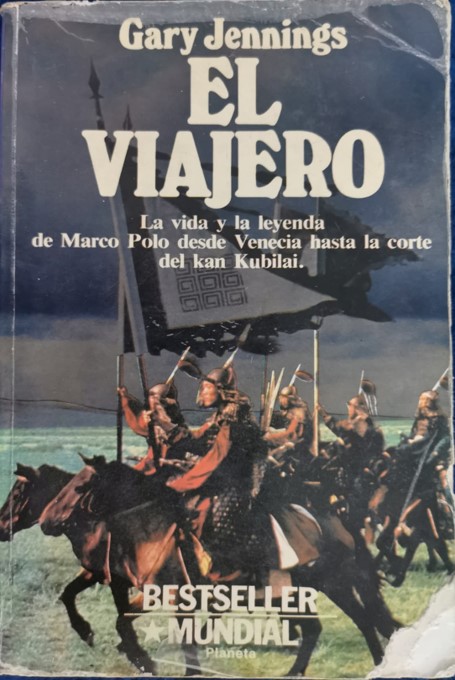 Gary Jennings
EL
VIAJERO
La vida y la leyenda
de Marco Polo desde Venecia hasta la corte
del kan Kubilai.
BESTSELLER
MUNDIAL
Planeta